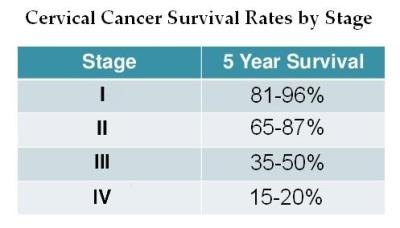 Cervical Cancer Survival Rates by Stage
Stage 5 Year Survival
I 81-96%
II 65-87%
III 35-50%
IV 15-20%